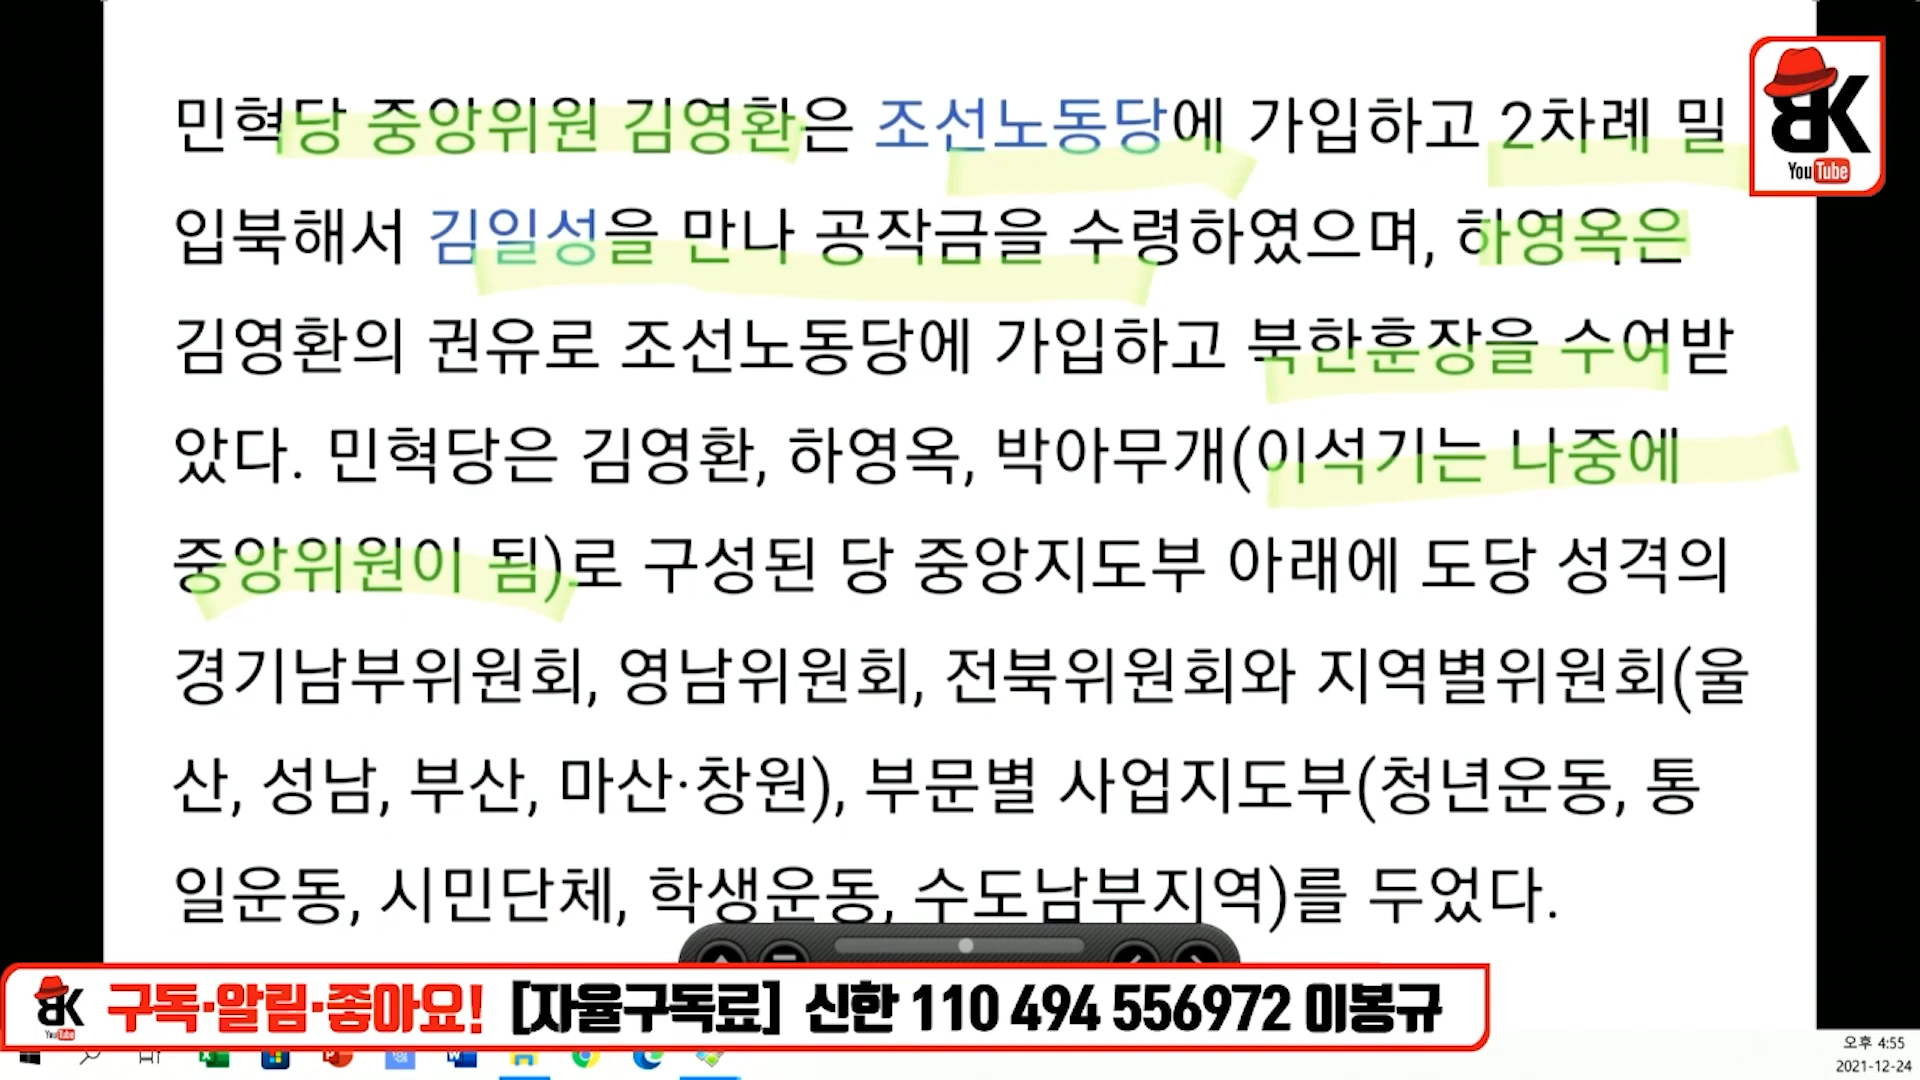 민혁당 중앙위원 김영환은 조선노동당에 가입하고 2차례 밀
입북해서 김일성을 만나 공작금을 수령하였으며, 하영옥은
김영환의 권유로 조선노동당에 가입하고 북한훈장을 수여받
았다. 민혁당은 김영환, 하영옥, 박아무개(이석기는 나중에
중앙위원이 됨)로 구성된 당 중앙지도부 아래에 도당 성격의
경기남부위원회, 영남위원회, 전북위원회와 지역별위원회(울
산, 성남, 부산, 마산·창원), 부문별 사업지도부(청년운동, 통
일운동, 시민단체, 학생운동, 수도남부지역)를 두었다.
BK
YouTube
BK
YouTube
구독·알림·좋아요! [자율구독료] 신한 110 494 556972 이봉규
오후 4:55
2021-12-24